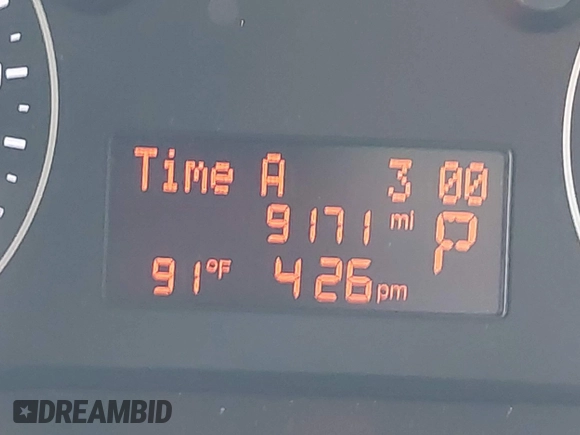 Time A 3 00
9171 mi P
91°F 426 pm
DREAMBID